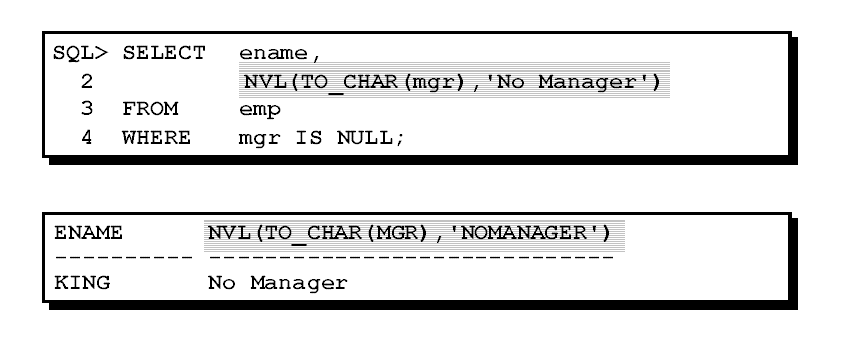 SQL> SELECT ename,
2 NVL(TO_CHAR(mgr),'No Manager')
3 FROM emp
4 WHERE mgr IS NULL;
ENAME NVL(TO_CHAR(MGR),'NOMANAGER')
---------- -----------------------------
KING No Manager